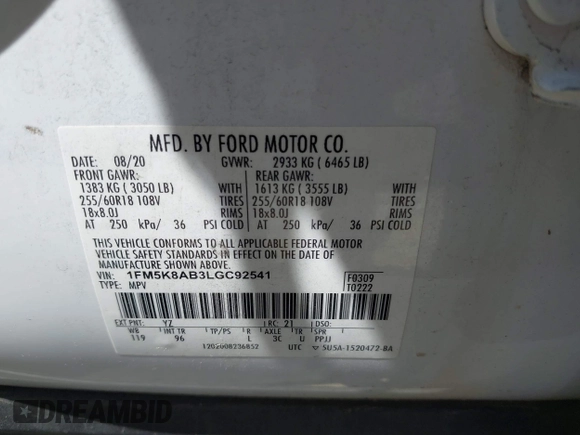 MFD. BY FORD MOTOR CO.
DATE: 08/20 GVWR: 2933 KG ( 6465 LB)
FRONT GAWR: REAR GAWR:
1383 KG ( 3050 LB) WITH 1613 KG ( 3555 LB) WITH
255/60R18 108V TIRES 255/60R18 108V TIRES
18x8.0J RIMS 18x8.0J RIMS
AT 250 kPa/ 36 PSI COLD AT 250 kPa/ 36 PSI COLD
THIS VEHICLE CONFORMS TO ALL APPLICABLE FEDERAL MOTOR
VEHICLE SAFETY STANDARDS IN EFFECT ON THE DATE OF
MANUFACTURE SHOWN ABOVE.
VIN: 1FM5K8AB3LGC92541
TYPE: MPV
F0309
T0222
EXT PNT: YZ RC: 21 DSO:
WB INT TR TP/PS R AXLE TR SPR
119 96 L 3C U PPJJ
1202008236852 UTC 5U5A-1520472-BA
DREAMBID